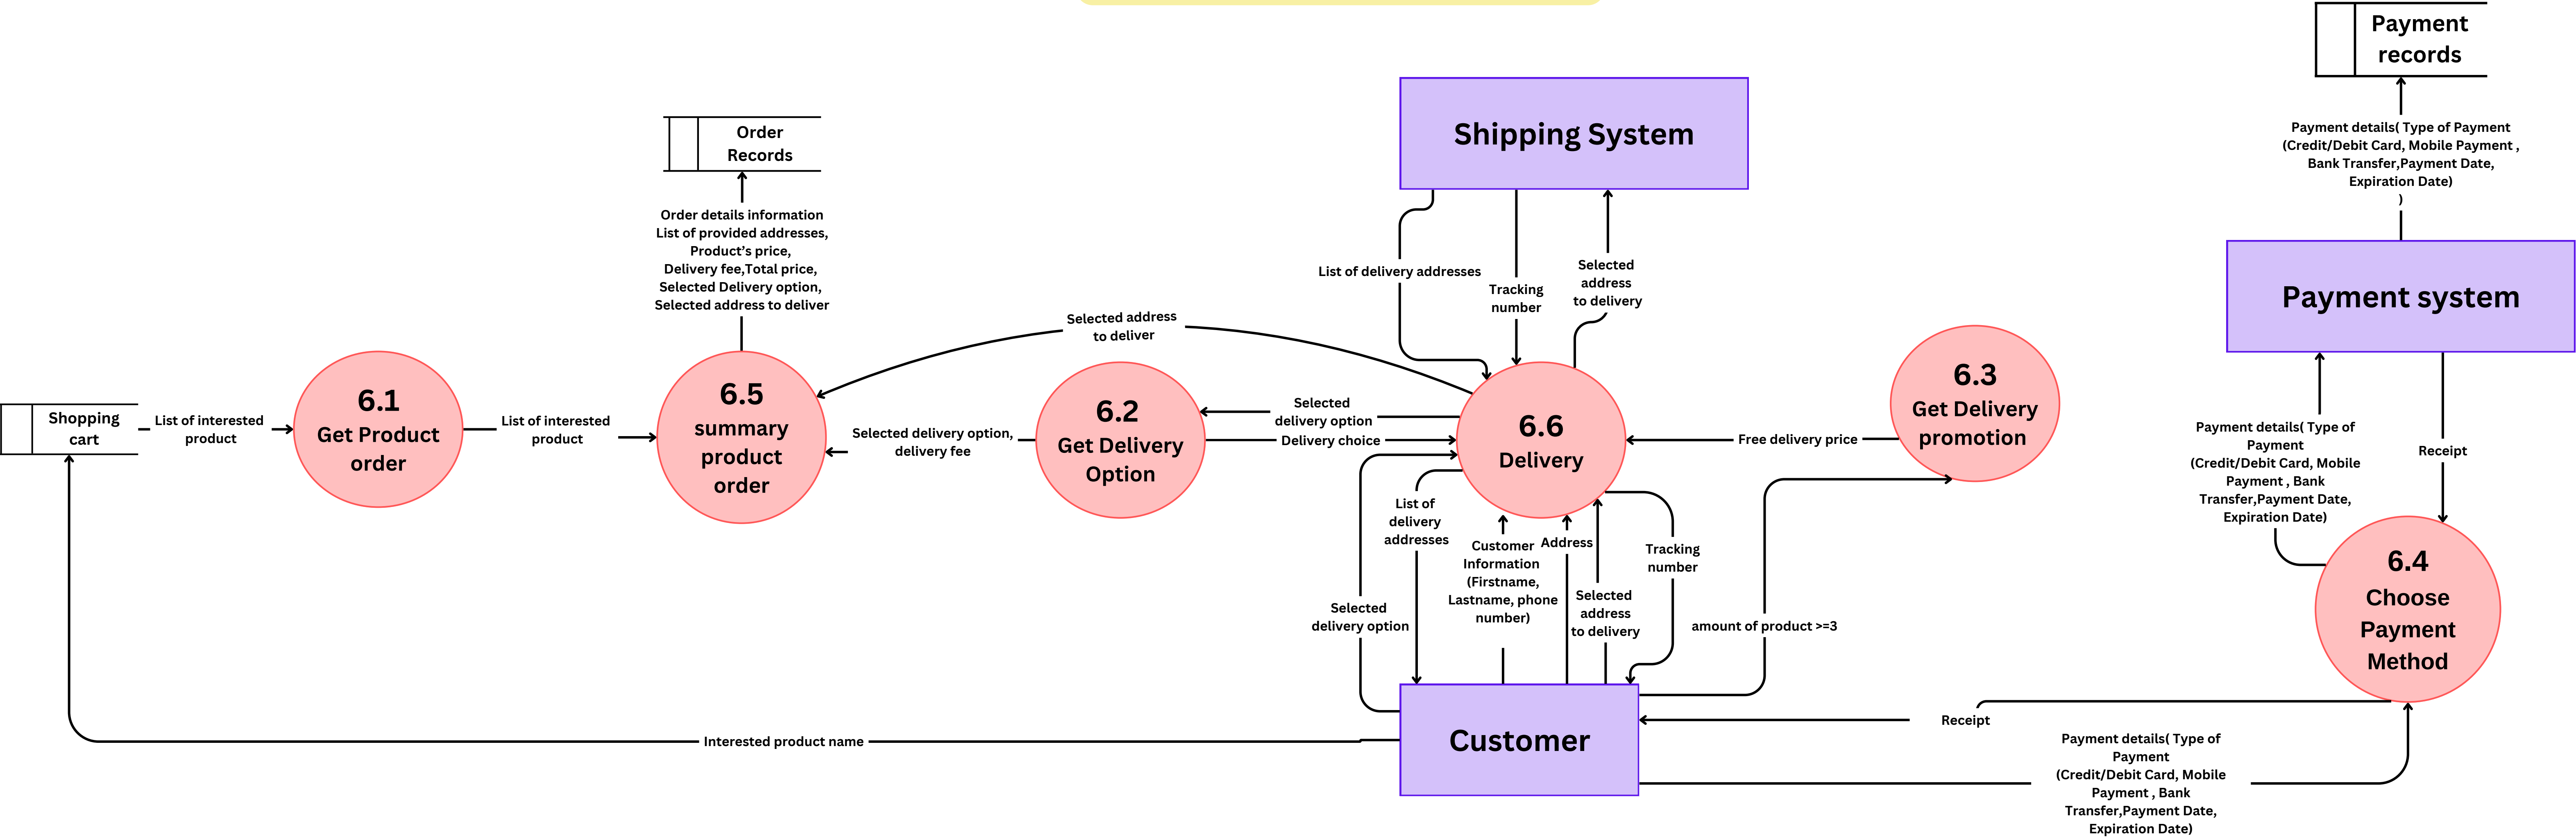 Payment
records
Payment details( Type of Payment
(Credit/Debit Card, Mobile Payment ,
Bank Transfer,Payment Date,
Expiration Date)
)
Payment system
Shipping System
Order
Records
Order details information
List of provided addresses,
Product's price,
Delivery fee,Total price,
Selected Delivery option,
Selected address to deliver
List of delivery addresses
Tracking
number
Selected
address
to delivery
Selected address
to deliver
Shopping
cart
List of interested
product
6.1
Get Product
order
List of interested
product
6.5
summary
product
order
Selected delivery option,
delivery fee
6.2
Get Delivery
Option
Selected
delivery option
Delivery choice
6.6
Delivery
Free delivery price
6.3
Get Delivery
promotion
Payment details( Type of
Payment
(Credit/Debit Card, Mobile
Payment , Bank
Transfer,Payment Date,
Expiration Date)
Receipt
6.4
Choose
Payment
Method
Selected
delivery option
List of
delivery
addresses
Customer
Information
(Firstname,
Lastname, phone
number)
Address
Selected
address
to delivery
Tracking
number
amount of product >=3
Customer
Interested product name
Receipt
Payment details( Type of
Payment
(Credit/Debit Card, Mobile
Payment , Bank
Transfer,Payment Date,
Expiration Date)